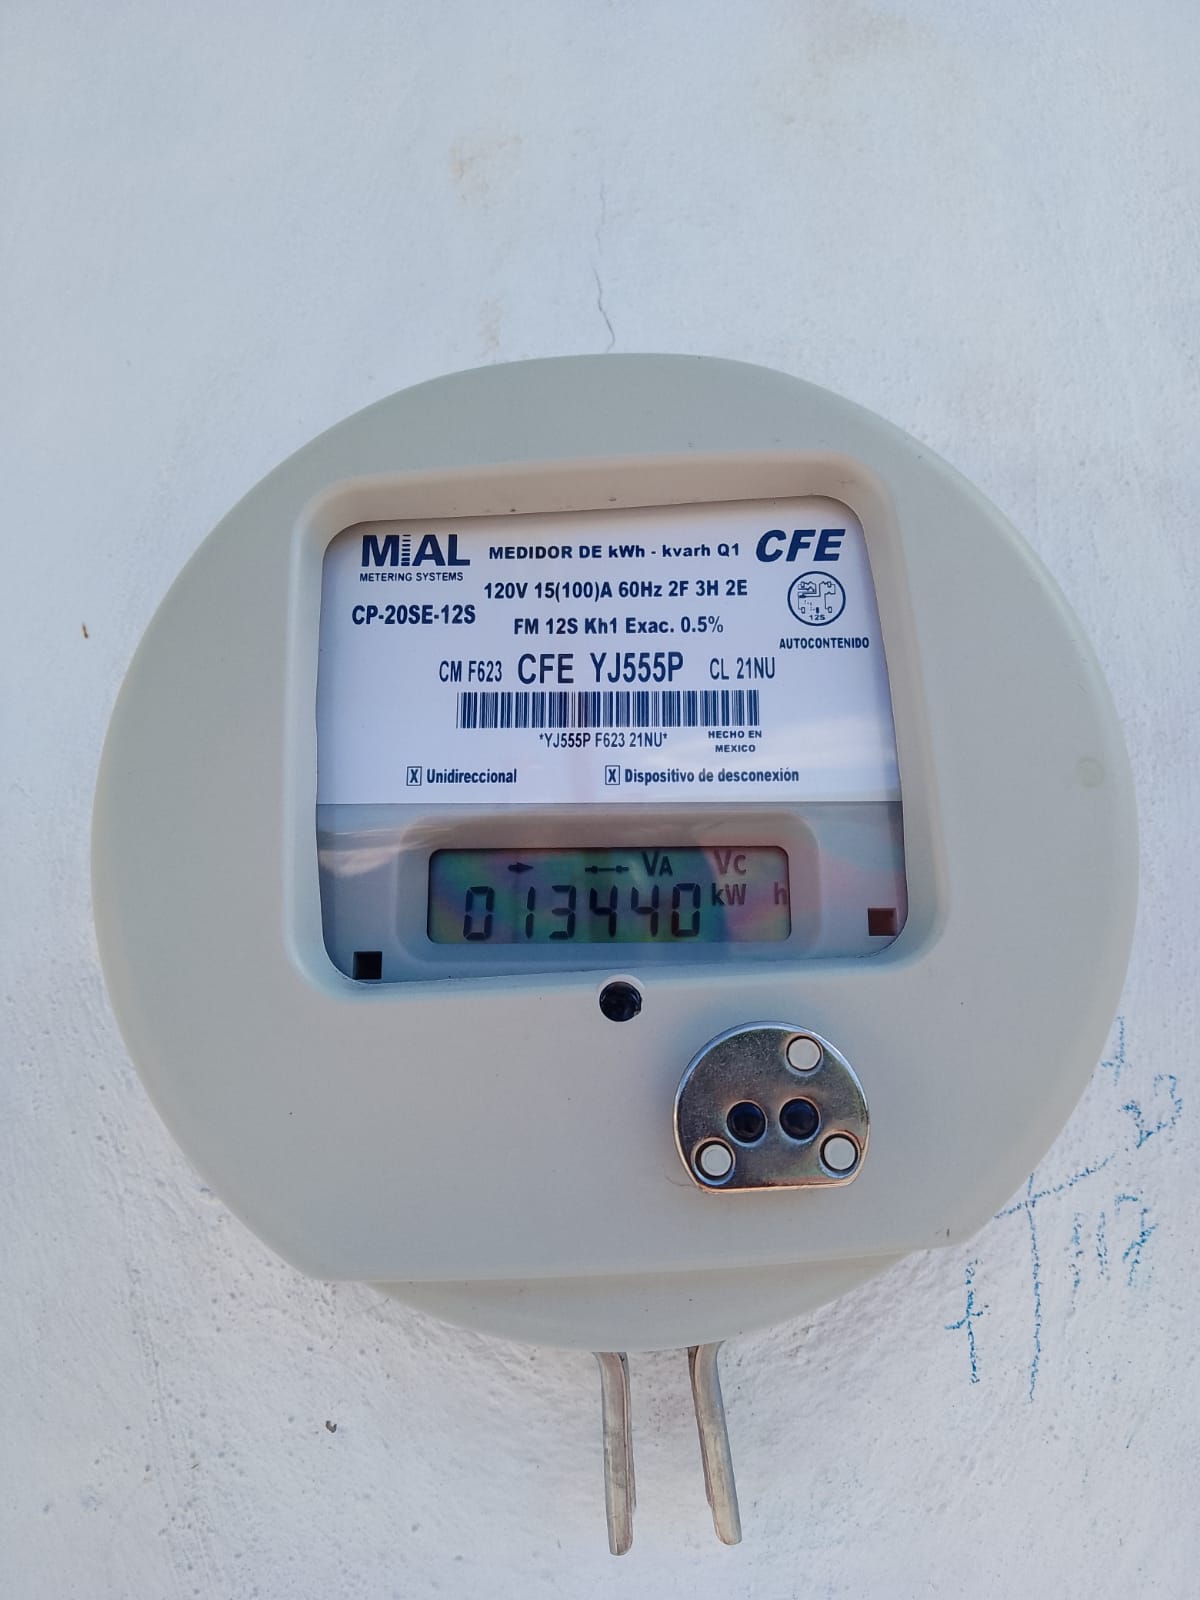 MIAL
METERING SYSTEMS
MEDIDOR DE kWh - kvarh Q1
CFE
120V 15(100)A 60Hz 2F 3H 2E
CP-20SE-12S
FM 12S Kh1 Exac. 0.5%
12S
AUTOCONTENIDO
CM F623 CFE YJ555P CL 21NU
*YJ555P F623 21NU*
HECHO EN
MEXICO
X Unidireccional
X Dispositivo de desconexión
VA VC
013440 kW h